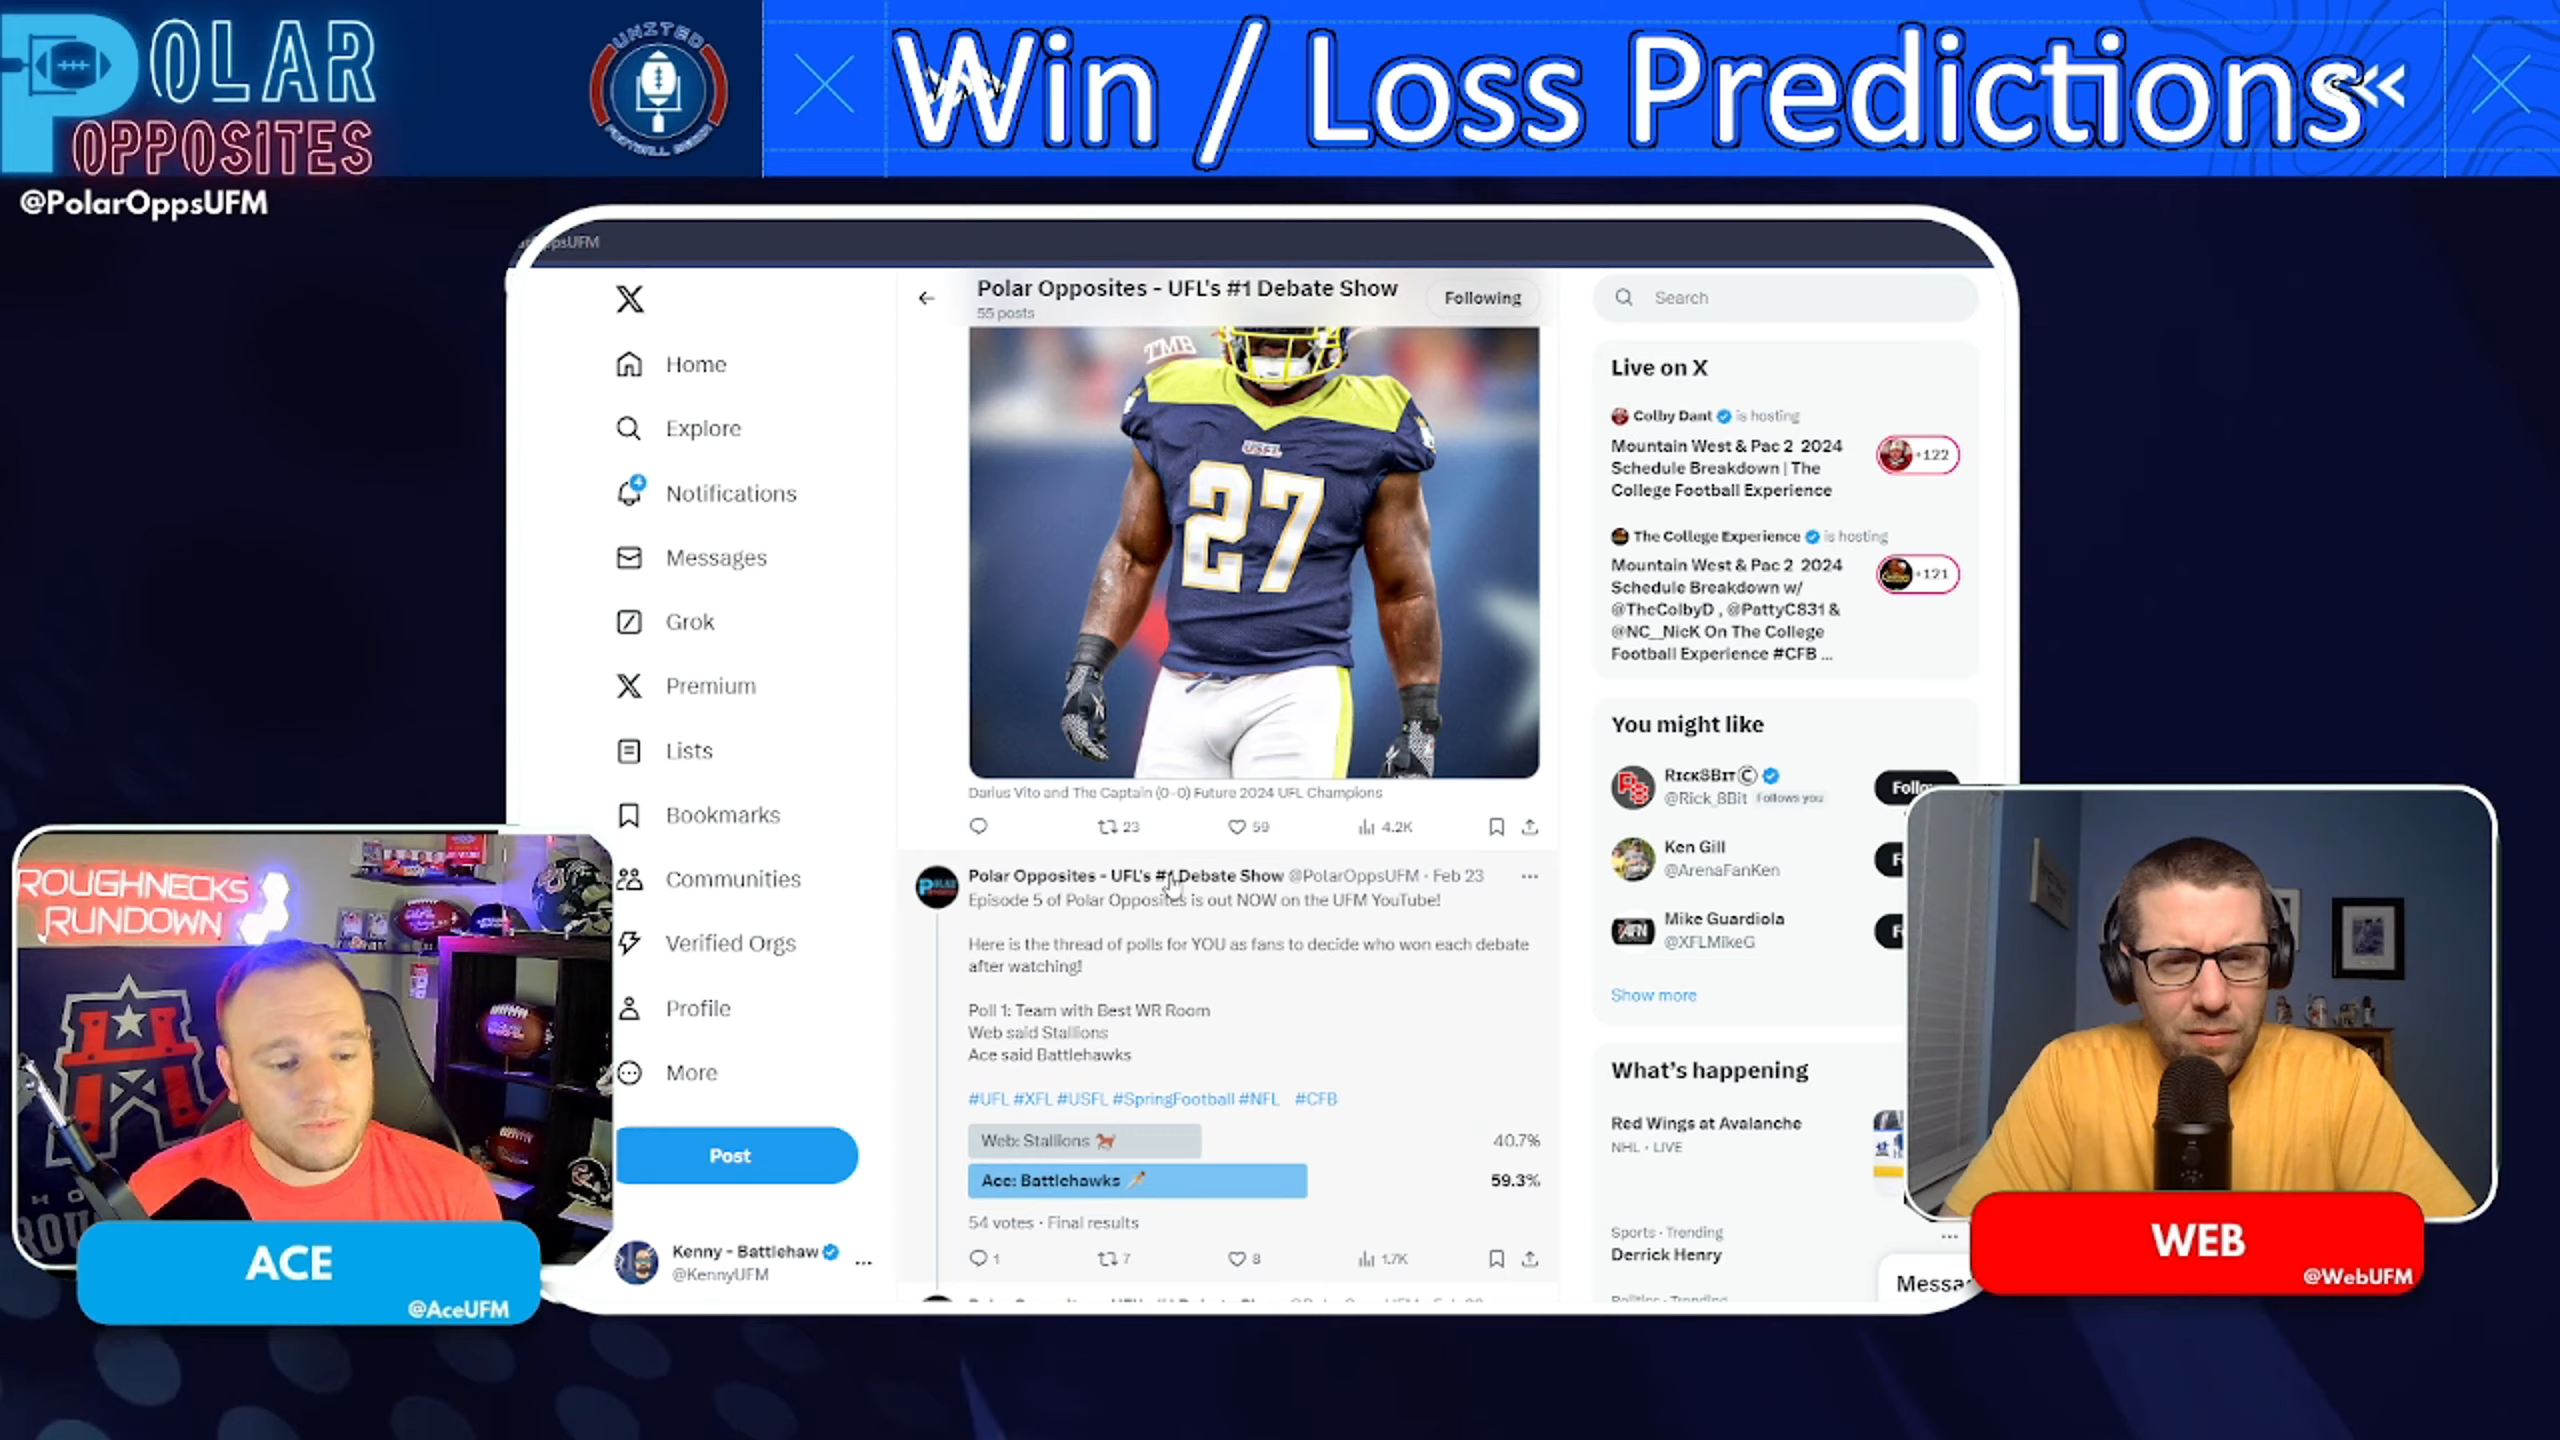 POLAR
OPPOSITES
@PolarOppsUFM
UNITED
Win / Loss Predictions
Polar Opposites - UFL's #1 Debate Show
55 posts
Following
Search
Home
Explore
4
Notifications
Messages
Grok
Premium
Lists
Bookmarks
Communities
Verified Orgs
Profile
More
Post
Kenny - Battlehaw
@KennyUFM
TMB
USFL
27
Darius Vito and The Captain (0-0) Future 2024 UFL Champions
23
59
4.2K
Polar Opposites - UFL's #1 Debate Show @PolarOppsUFM · Feb 23
Episode 5 of Polar Opposites is out NOW on the UFM YouTube!
Here is the thread of polls for YOU as fans to decide who won each debate
after watching!
Poll 1: Team with Best WR Room
Web said Stallions
Ace said Battlehawks
#UFL #XFL #USFL #SpringFootball #NFL #CFB
Web: Stallions 40.7%
Ace: Battlehawks 59.3%
54 votes · Final results
1
7
8
1.7K
Live on X
Colby Dant is hosting
Mountain West & Pac 2 2024
Schedule Breakdown | The
College Football Experience
+122
The College Experience is hosting
Mountain West & Pac 2 2024
Schedule Breakdown w/
@TheColbyD , @PattyC831 &
@NC__NicK On The College
Football Experience #CFB ...
+121
You might like
Rick8Bit©
@Rick_8Bit Follows you
Ken Gill
@ArenaFanKen
Mike Guardiola
@XFLMikeG
Show more
What's happening
Red Wings at Avalanche
NHL · LIVE
Sports · Trending
Derrick Henry
ROUGHNECKS
RUNDOWN
ACE
@AceUFM
WEB
@WebUFM